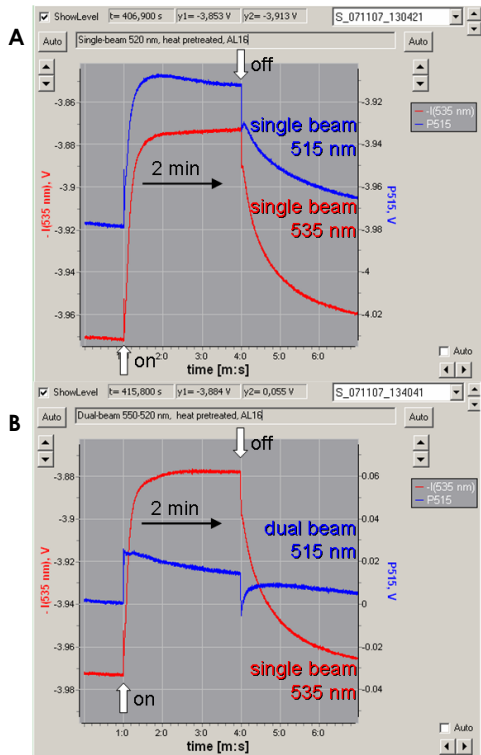 A
ShowLevel t= 406,900 s y1= -3,853 V y2= -3,913 V S_071107_130421
Auto Single-beam 520 nm, heat pretreated, AL16 Auto
off
-3.86
-3.88
-3.9
-3.92
-3.94
-3.96
- I(535 nm), V
single beam
515 nm
2 min
single beam
535 nm
on
-3.92
-3.94
-3.96
-3.98
-4
-4.02
P515, V
-I(535 nm)
P515
1:0 2:0 3:0 4:0 5:0 6:0
time [m:s]
Auto
B
ShowLevel t= 415,800 s y1= -3,884 V y2= 0,055 V S_071107_134041
Auto Dual-beam 550-520 nm, heat pretreated, AL16 Auto
off
-3.88
-3.9
-3.92
-3.94
-3.96
-3.98
- I(535 nm), V
2 min
dual beam
515 nm
single beam
535 nm
on
0.06
0.04
0.02
0
-0.02
-0.04
P515, V
-I(535 nm)
P515
1:0 2:0 3:0 4:0 5:0 6:0
time [m:s]
Auto